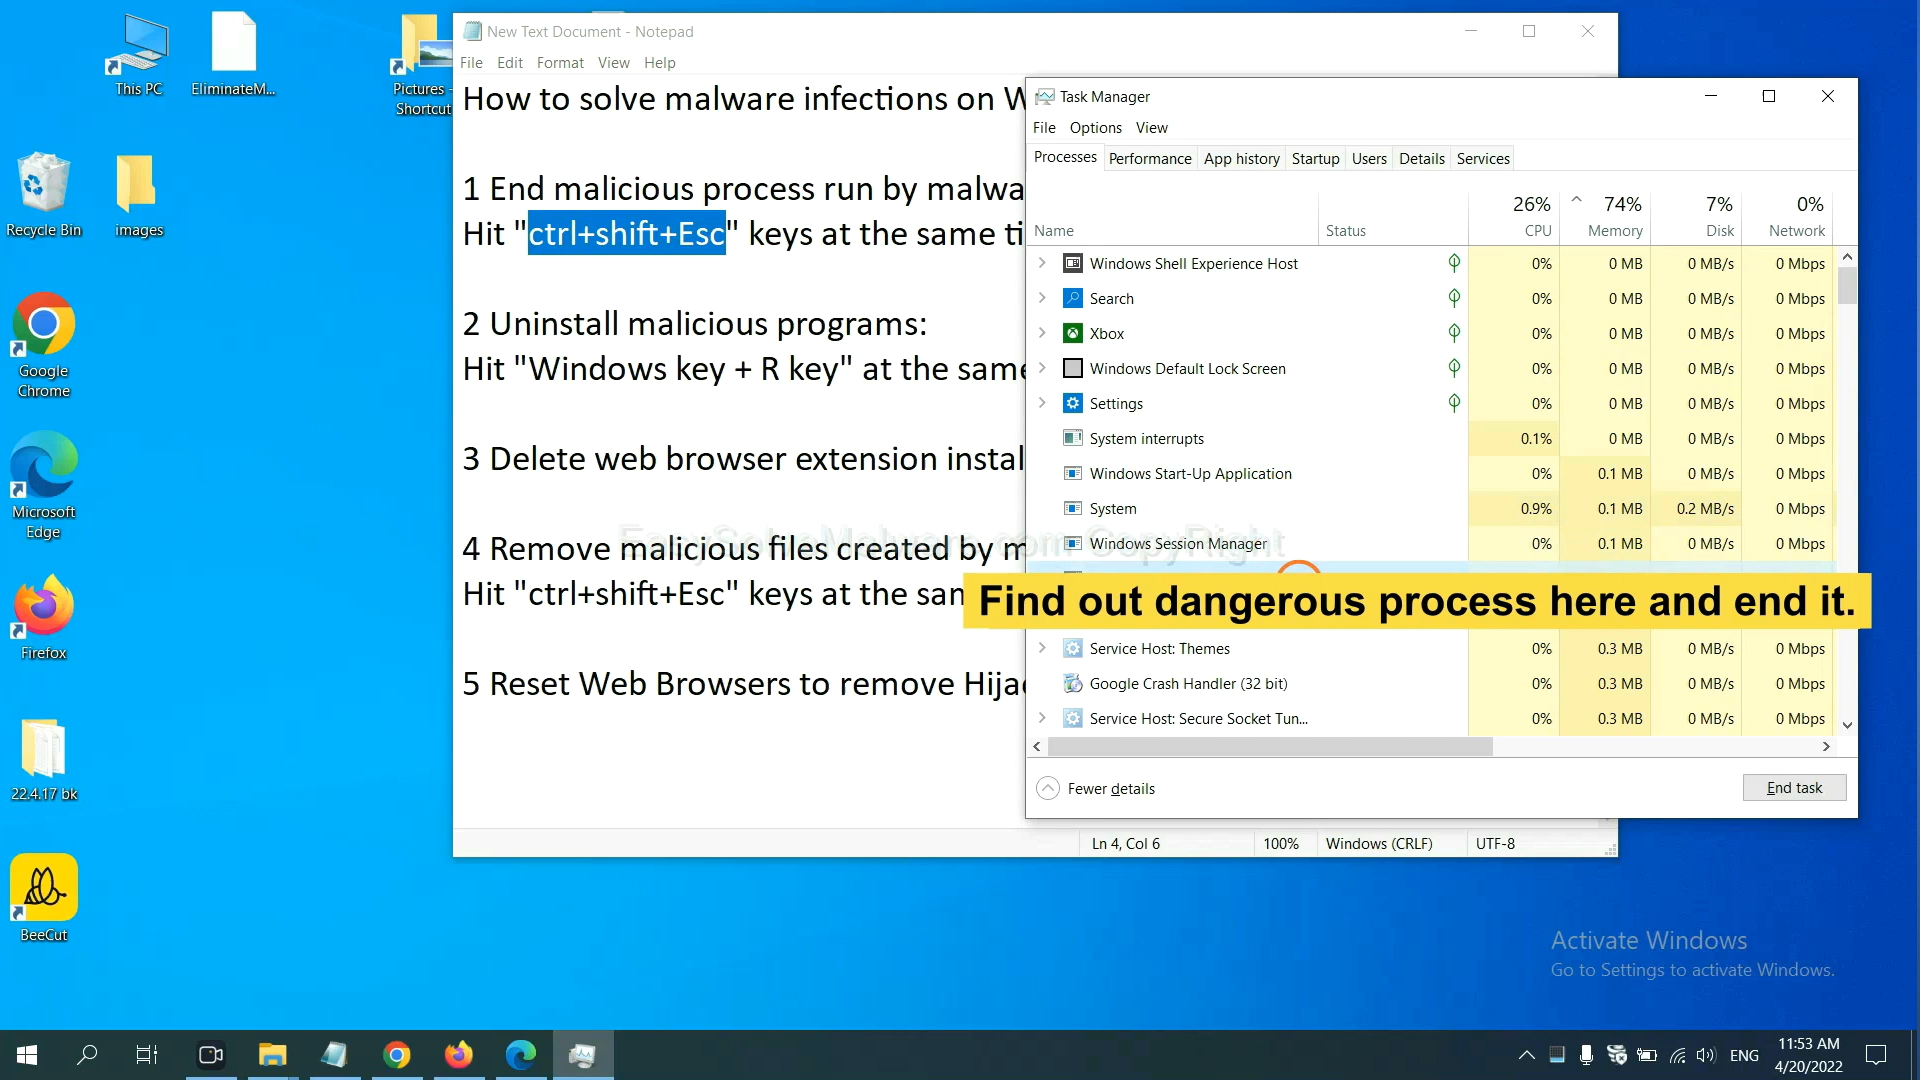 This PC
EliminateM...
Pictures -
Shortcut
Recycle Bin
images
Google
Chrome
Microsoft
Edge
Firefox
22.4.17 bk
BeeCut
New Text Document - Notepad
File Edit Format View Help
How to solve malware infections on W
1 End malicious process run by malwa
Hit "ctrl+shift+Esc" keys at the same ti
2 Uninstall malicious programs:
Hit "Windows key + R key" at the same
3 Delete web browser extension instal
4 Remove malicious files created by m
Hit "ctrl+shift+Esc" keys at the san
5 Reset Web Browsers to remove Hijac
EasySolveMalware.com CopyRight
Ln 4, Col 6 100% Windows (CRLF) UTF-8
Task Manager
File Options View
Processes Performance App history Startup Users Details Services
26% 74% 7% 0%
Name Status CPU Memory Disk Network
Windows Shell Experience Host 0% 0 MB 0 MB/s 0 Mbps
Search 0% 0 MB 0 MB/s 0 Mbps
Xbox 0% 0 MB 0 MB/s 0 Mbps
Windows Default Lock Screen 0% 0 MB 0 MB/s 0 Mbps
Settings 0% 0 MB 0 MB/s 0 Mbps
System interrupts 0.1% 0 MB 0 MB/s 0 Mbps
Windows Start-Up Application 0% 0.1 MB 0 MB/s 0 Mbps
System 0.9% 0.1 MB 0.2 MB/s 0 Mbps
Windows Session Manager 0% 0.1 MB 0 MB/s 0 Mbps
Find out dangerous process here and end it.
Service Host: Themes 0% 0.3 MB 0 MB/s 0 Mbps
Google Crash Handler (32 bit) 0% 0.3 MB 0 MB/s 0 Mbps
Service Host: Secure Socket Tun... 0% 0.3 MB 0 MB/s 0 Mbps
Fewer details
End task
Activate Windows
Go to Settings to activate Windows.
ENG
11:53 AM
4/20/2022